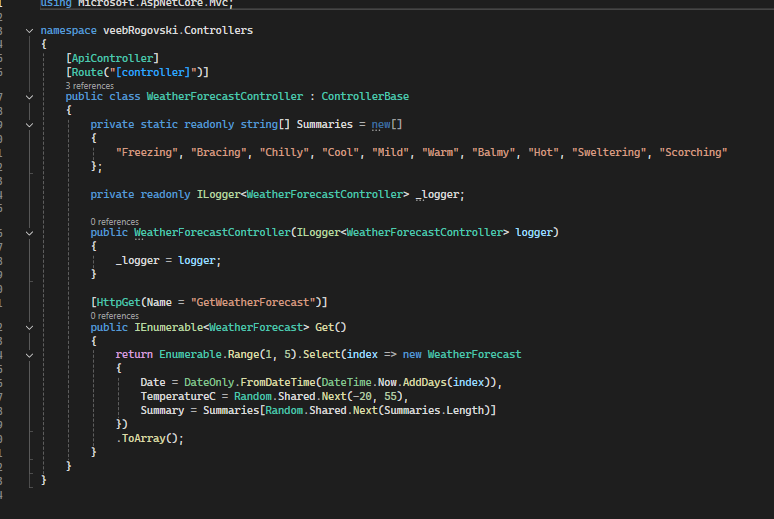 using Microsoft.AspNetCore.Mvc;
namespace veebRogovski.Controllers
{
[ApiController]
[Route("[controller]")]
3 references
public class WeatherForecastController : ControllerBase
{
private static readonly string[] Summaries = new[]
{
"Freezing", "Bracing", "Chilly", "Cool", "Mild", "Warm", "Balmy", "Hot", "Sweltering", "Scorching"
};
private readonly ILogger<WeatherForecastController> _logger;
0 references
public WeatherForecastController(ILogger<WeatherForecastController> logger)
{
_logger = logger;
}
[HttpGet(Name = "GetWeatherForecast")]
0 references
public IEnumerable<WeatherForecast> Get()
{
return Enumerable.Range(1, 5).Select(index => new WeatherForecast
{
Date = DateOnly.FromDateTime(DateTime.Now.AddDays(index)),
TemperatureC = Random.Shared.Next(-20, 55),
Summary = Summaries[Random.Shared.Next(Summaries.Length)]
})
.ToArray();
}
}
}